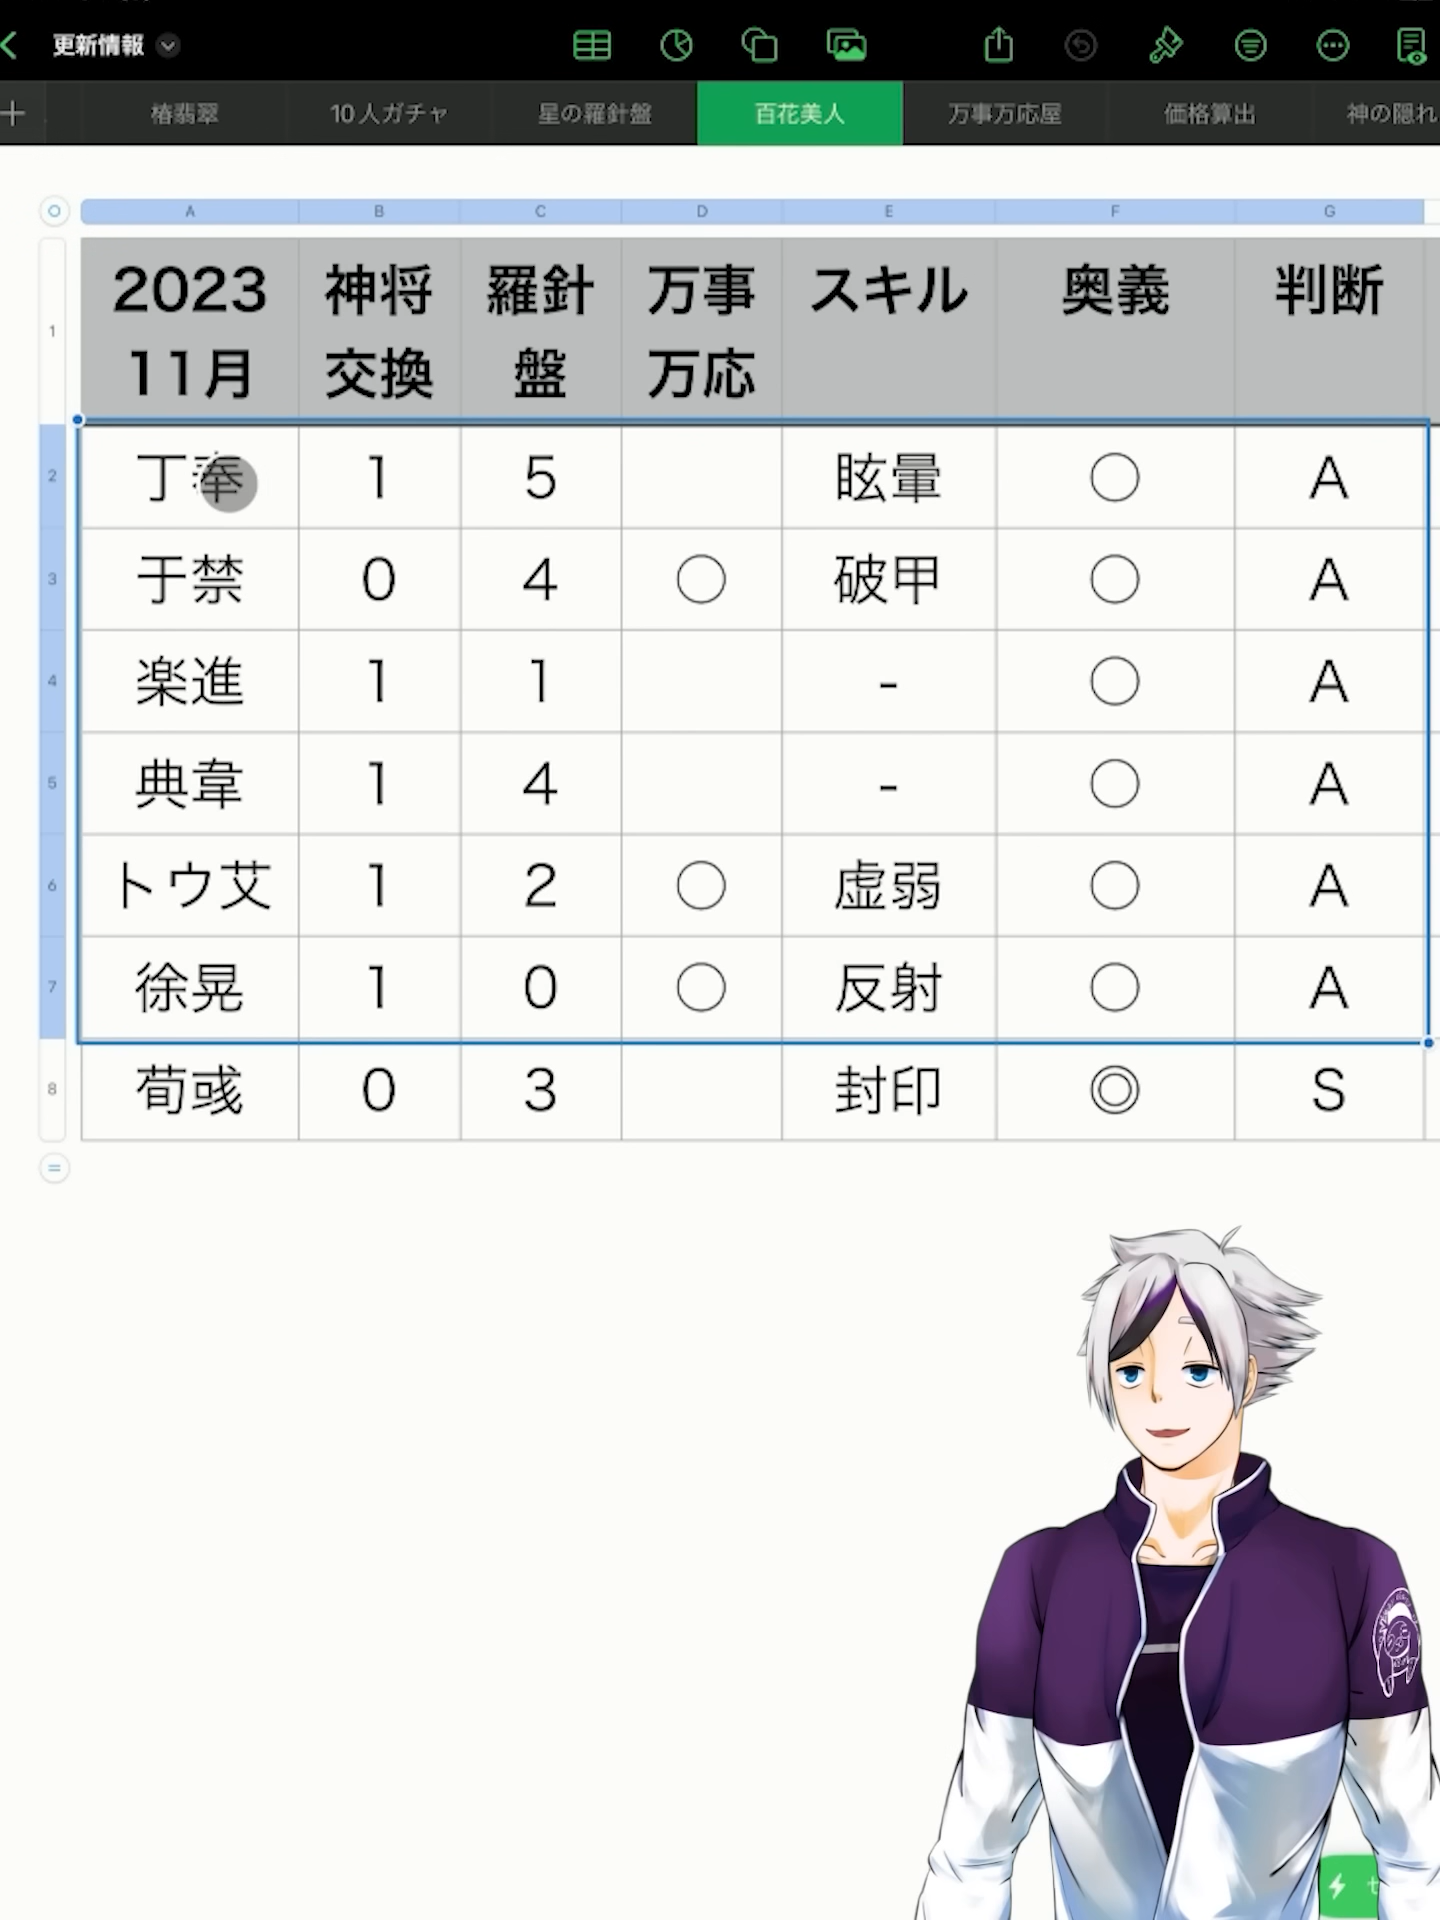 更新情報
椿翡翠 10人ガチャ 星の羅針盤 百花美人 万事万応屋 価格算出 神の隠れ
A B C D E F G
1 2023 神将 羅針 万事 スキル 奥義 判断
11月 交換 盤 万応
2 丁奉 1 5 眩暈 ○ A
3 于禁 0 4 ○ 破甲 ○ A
4 楽進 1 1 - ○ A
5 典韋 1 4 - ○ A
6 トウ艾 1 2 ○ 虚弱 ○ A
7 徐晃 1 0 ○ 反射 ○ A
8 荀彧 0 3 封印 ◎ S